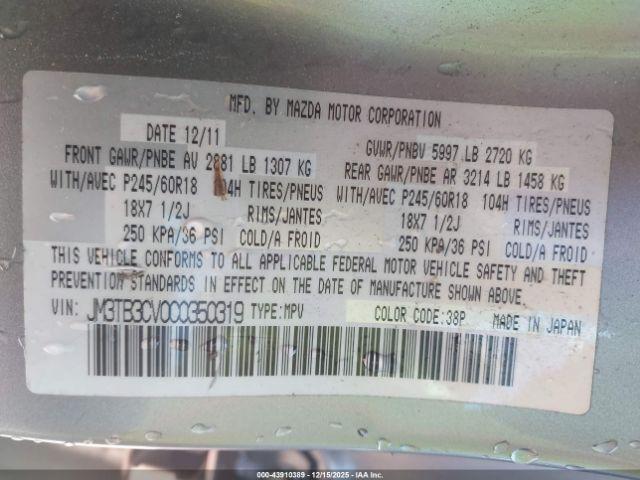 MFD. BY MAZDA MOTOR CORPORATION
DATE 12/11 GVWR/PNBV 5997 LB 2720 KG
FRONT GAWR/PNBE AV 2881 LB 1307 KG REAR GAWR/PNBE AR 3214 LB 1458 KG
WITH/AVEC P245/60R18 104H TIRES/PNEUS WITH/AVEC P245/60R18 104H TIRES/PNEUS
18X7 1/2J RIMS/JANTES 18X7 1/2J RIMS/JANTES
250 KPA/36 PSI COLD/A FROID 250 KPA/36 PSI COLD/A FROID
THIS VEHICLE CONFORMS TO ALL APPLICABLE FEDERAL MOTOR VEHICLE SAFETY AND THEFT
PREVENTION STANDARDS IN EFFECT ON THE DATE OF MANUFACTURE SHOWN ABOVE.
VIN: JM3TB3CV0C0350319 TYPE:MPV COLOR CODE:38P MADE IN JAPAN
000-43910389 - 12/15/2025 - IAA Inc.